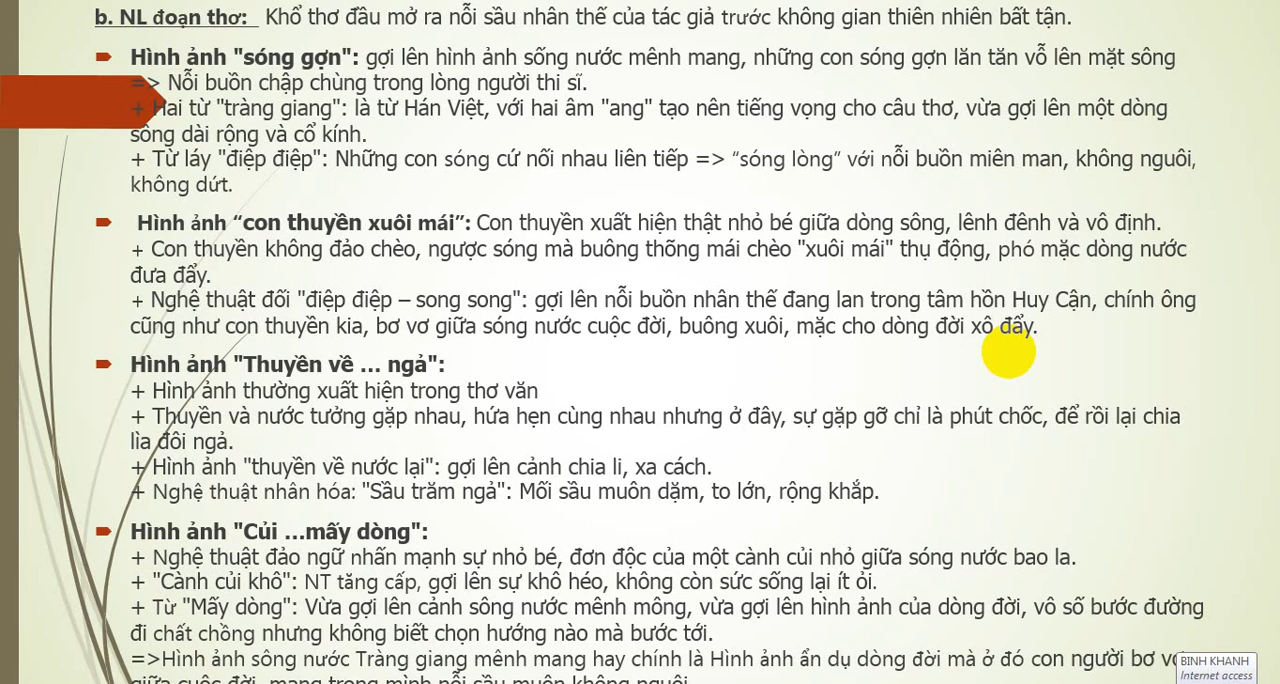 b. NL đoạn thơ: Khổ thơ đầu mở ra nỗi sầu nhân thế của tác giả trước không gian thiên nhiên bất tận.
Hình ảnh "sóng gợn": gợi lên hình ảnh sống nước mênh mang, những con sóng gợn lăn tăn vỗ lên mặt sông
=> Nỗi buồn chập chùng trong lòng người thi sĩ.
+ Hai từ "tràng giang": là từ Hán Việt, với hai âm "ang" tạo nên tiếng vọng cho câu thơ, vừa gợi lên một dòng
sông dài rộng và cổ kính.
+ Từ láy "điệp điệp": Những con sóng cứ nối nhau liên tiếp => “sóng lòng” với nỗi buồn miên man, không nguôi,
không dứt.
Hình ảnh “con thuyền xuôi mái”: Con thuyền xuất hiện thật nhỏ bé giữa dòng sông, lênh đênh và vô định.
+ Con thuyền không đảo chèo, ngược sóng mà buông thõng mái chèo "xuôi mái" thụ động, phó mặc dòng nước
đưa đẩy.
+ Nghệ thuật đối "điệp điệp – song song": gợi lên nỗi buồn nhân thế đang lan trong tâm hồn Huy Cận, chính ông
cũng như con thuyền kia, bơ vơ giữa sóng nước cuộc đời, buông xuôi, mặc cho dòng đời xô đẩy.
Hình ảnh "Thuyền về ... ngả":
+ Hình ảnh thường xuất hiện trong thơ văn
+ Thuyền và nước tưởng gặp nhau, hứa hẹn cùng nhau nhưng ở đây, sự gặp gỡ chỉ là phút chốc, để rồi lại chia
lìa đôi ngả.
+ Hình ảnh "thuyền về nước lại": gợi lên cảnh chia li, xa cách.
+ Nghệ thuật nhân hóa: "Sầu trăm ngả": Mối sầu muôn dặm, to lớn, rộng khắp.
Hình ảnh "Củi ...mấy dòng":
+ Nghệ thuật đảo ngữ nhấn mạnh sự nhỏ bé, đơn độc của một cành củi nhỏ giữa sóng nước bao la.
+ "Cành củi khô": NT tăng cấp, gợi lên sự khô héo, không còn sức sống lại ít ỏi.
+ Từ "Mấy dòng": Vừa gợi lên cảnh sông nước mênh mông, vừa gợi lên hình ảnh của dòng đời, vô số bước đường
đi chất chồng nhưng không biết chọn hướng nào mà bước tới.
=>Hình ảnh sông nước Tràng giang mênh mang hay chính là Hình ảnh ẩn dụ dòng đời mà ở đó con người bơ vơ
giữa cuộc đời, mang trong mình nỗi sầu muôn không nguôi.
BINH KHANH
Internet access